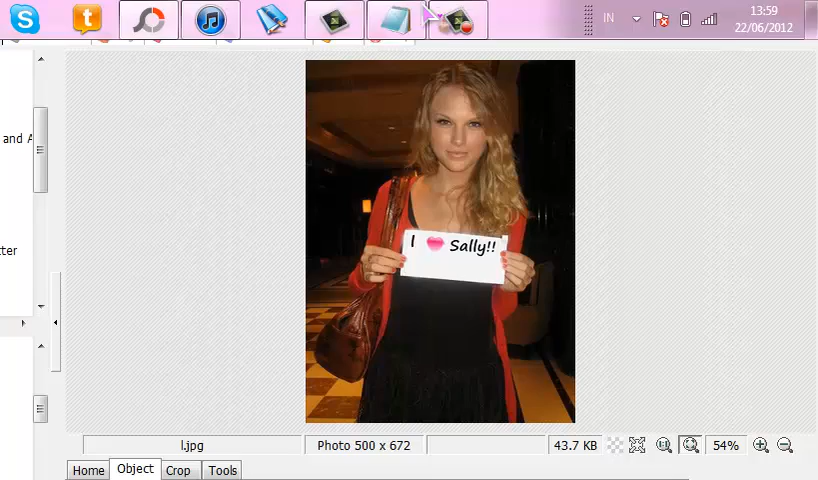 IN
13:59
22/06/2012
and A
I Sally!!
tter
l.jpg
Photo 500 x 672
43.7 KB
54%
Home
Object
Crop
Tools